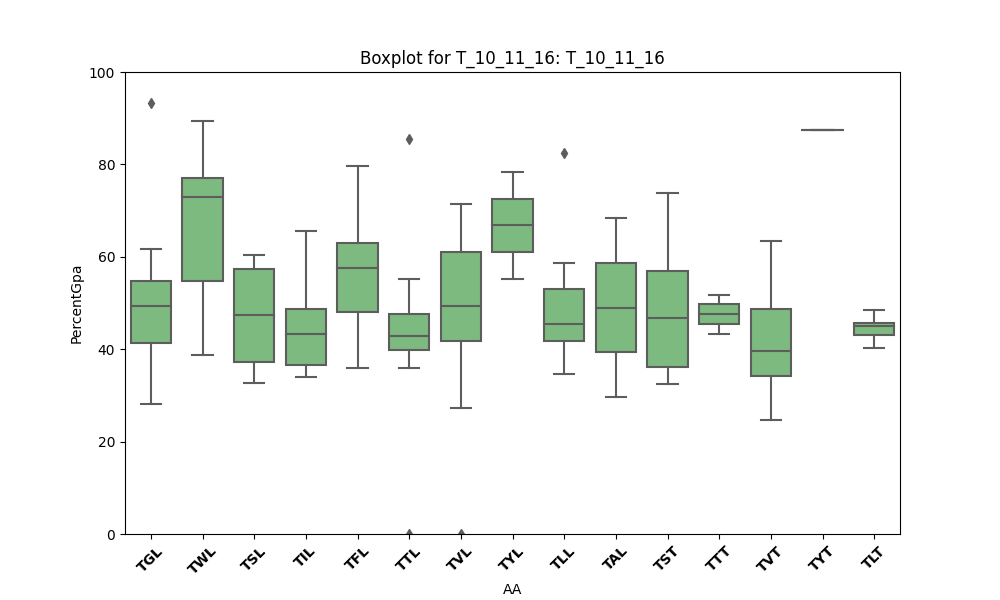 Boxplot for T_10_11_16: T_10_11_16
100
80
60
40
20
0
PercentGpa
TGL TWL TSL TIL TFL TTL TVL TYL TLL TAL TST TTT TVT TYT TLT
AA